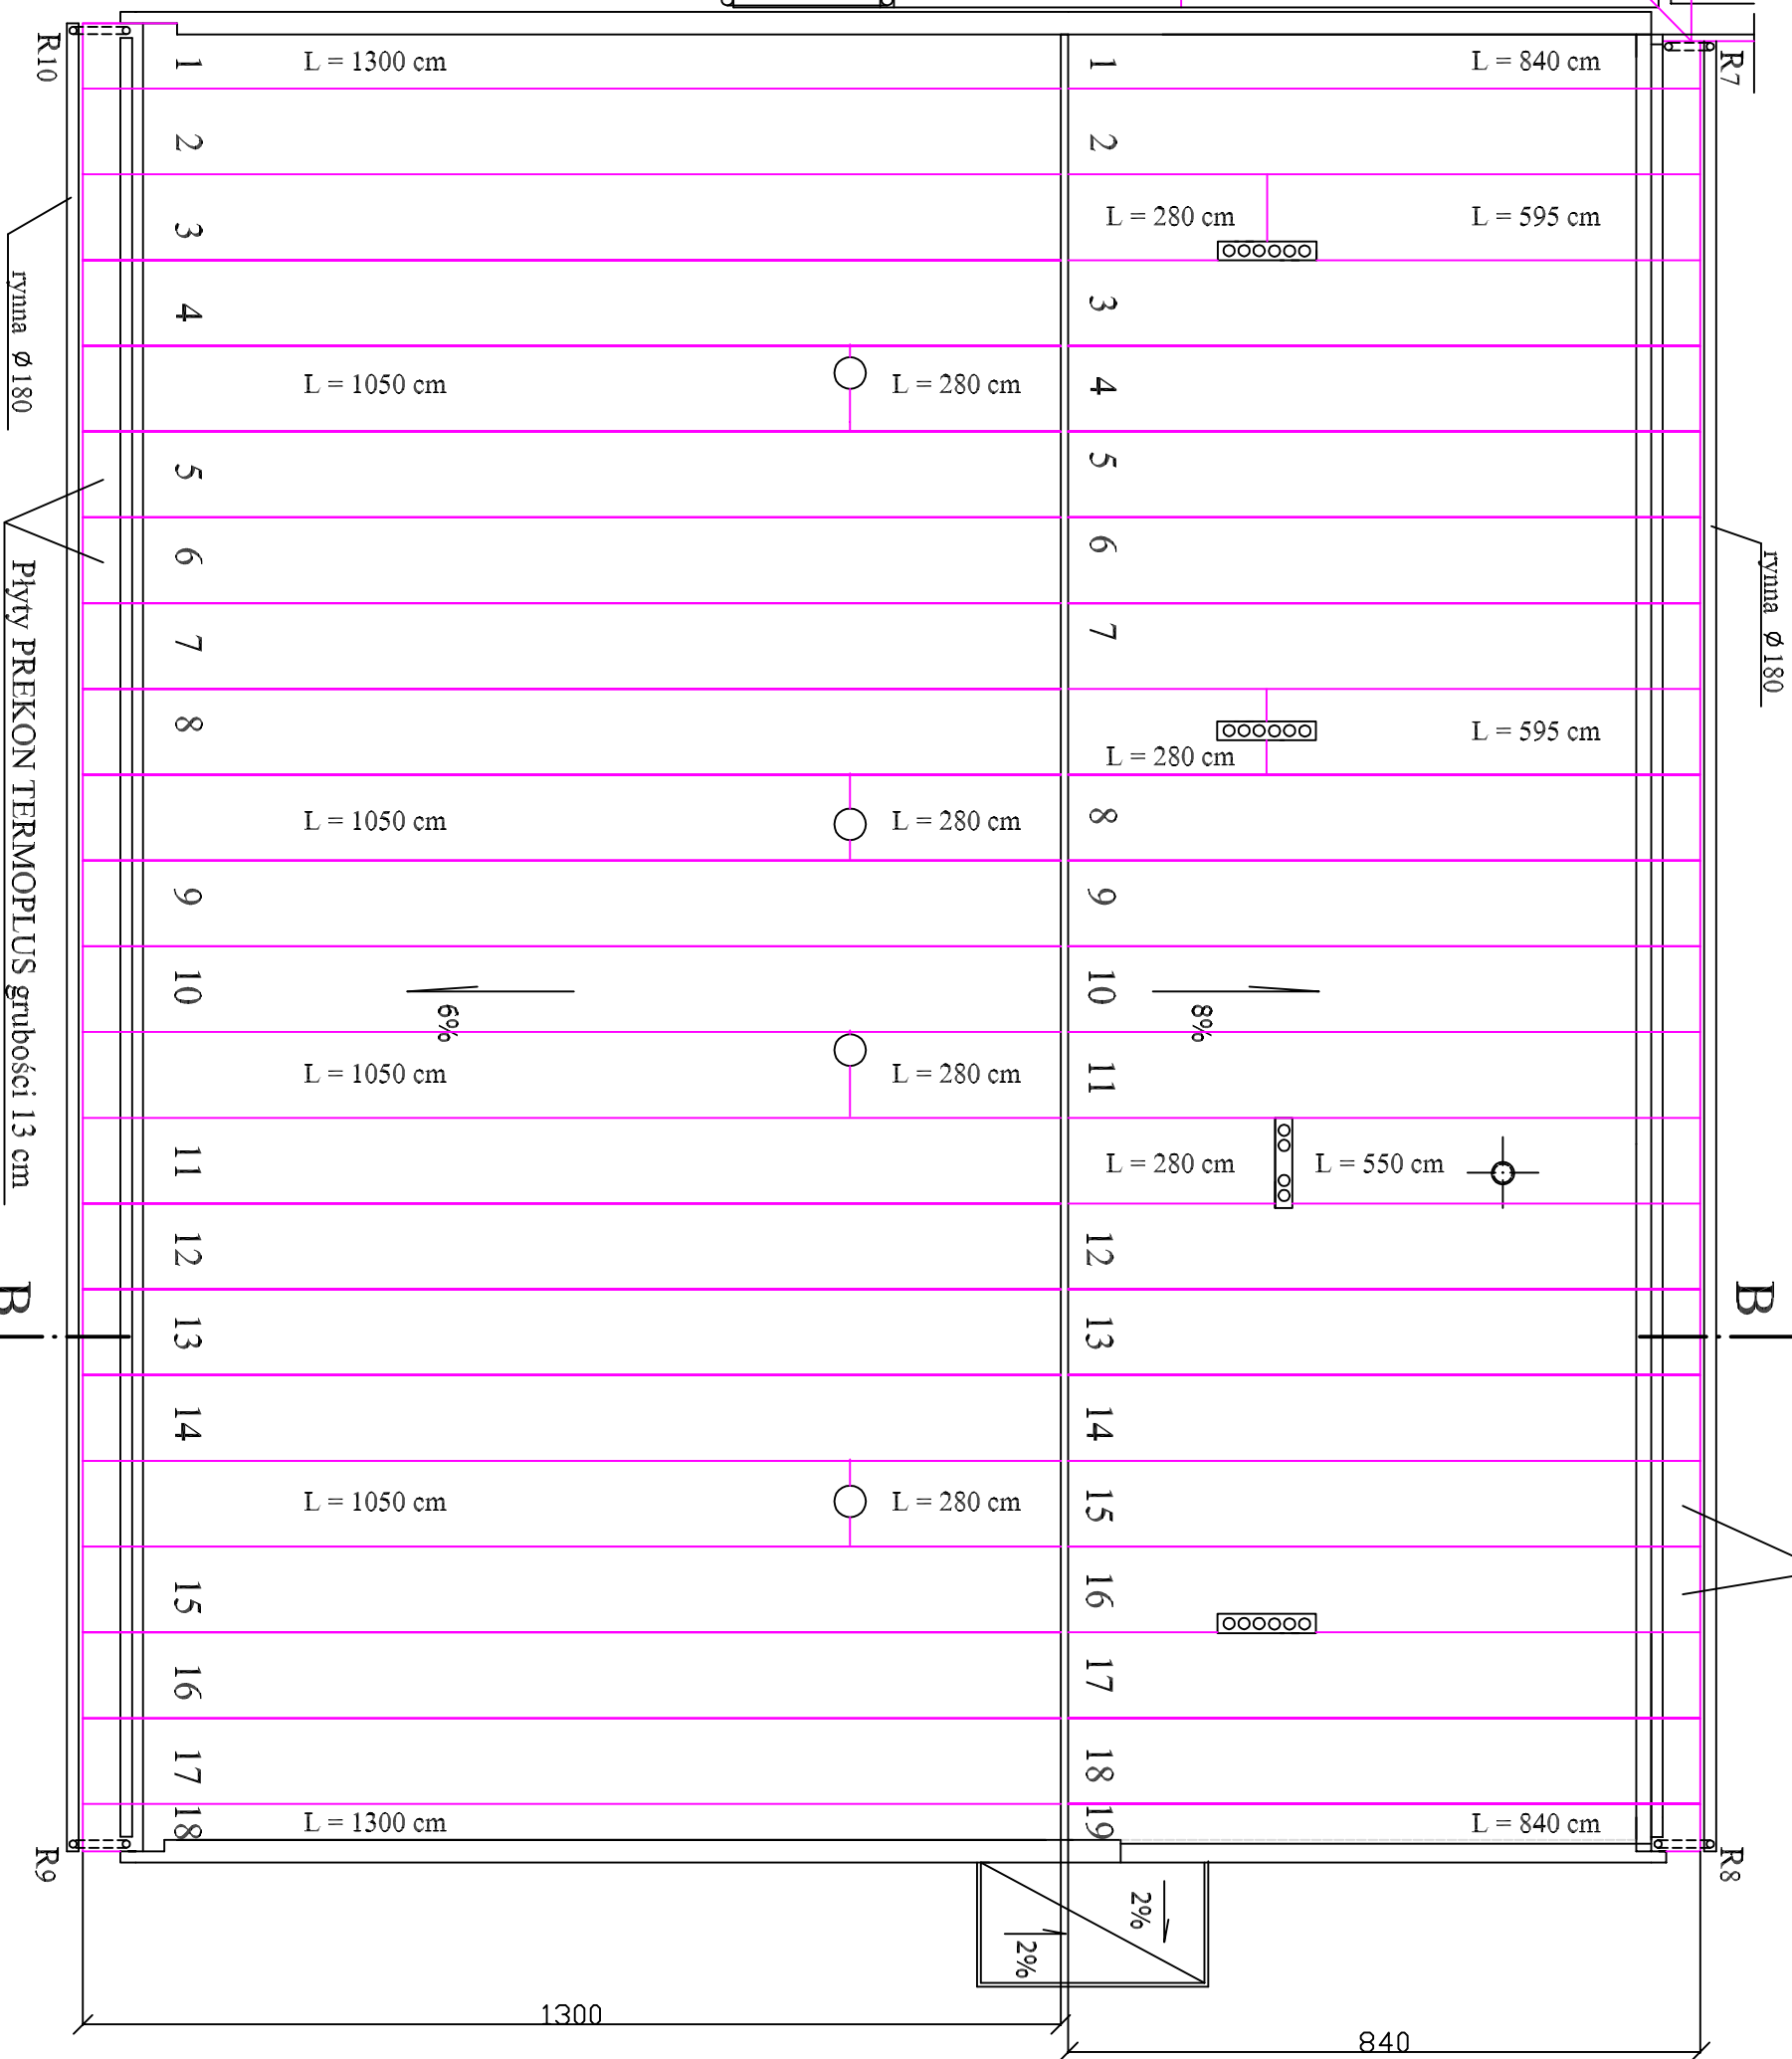 R10
1
L = 1300 cm
1
L = 840 cm
R7
2
2
3
L = 280 cm
L = 595 cm
4
3
rynna ø180
L = 1050 cm
L = 280 cm
4
5
5
6
6
rynna ø180
7
7
8
L = 595 cm
L = 280 cm
L = 1050 cm
L = 280 cm
8
Płyty PREKON TERMOPLUS grubości 13 cm
9
9
10
6%
10
8%
L = 1050 cm
L = 280 cm
11
11
L = 280 cm
L = 550 cm
12
12
B
B
13
13
14
14
L = 1050 cm
L = 280 cm
15
15
16
16
17
17
18
18
L = 1300 cm
19
L = 840 cm
R9
R8
2%
2%
1300
840